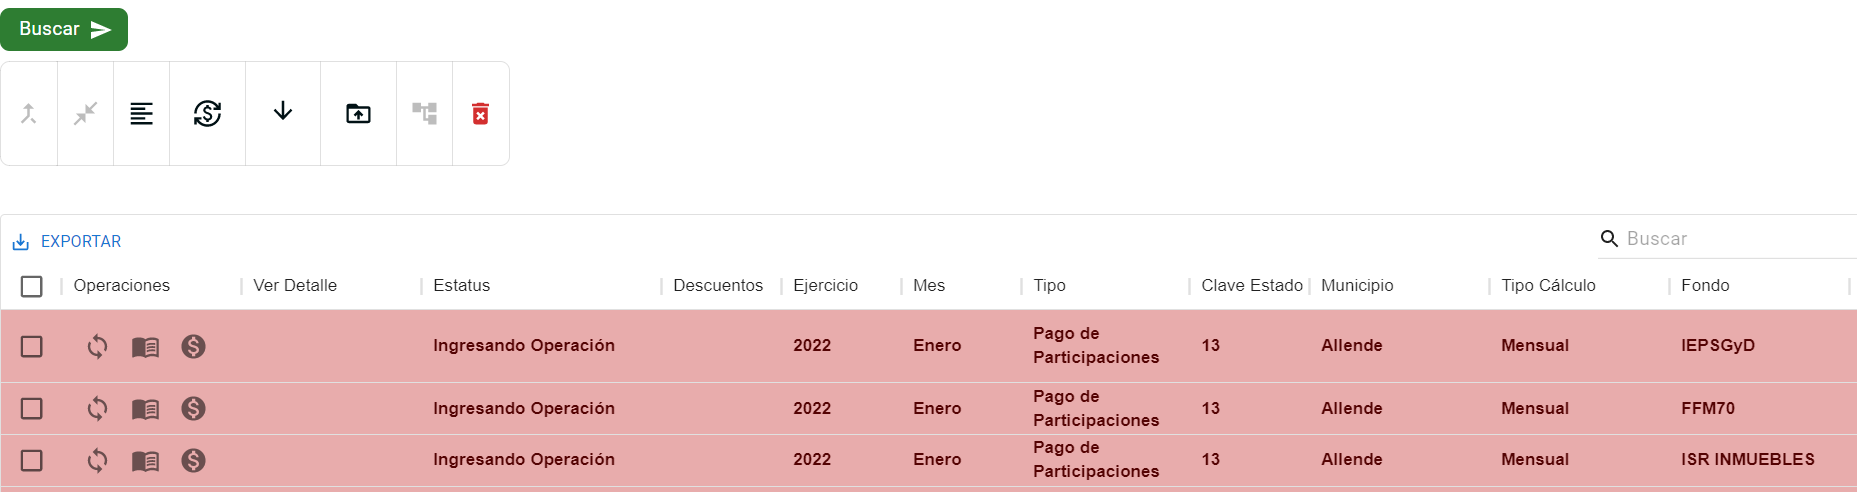 Buscar
EXPORTAR
Buscar
Operaciones Ver Detalle Estatus Descuentos Ejercicio Mes Tipo Clave Estado Municipio Tipo Cálculo Fondo
Ingresando Operación 2022 Enero Pago de Participaciones 13 Allende Mensual IEPSGyD
Ingresando Operación 2022 Enero Pago de Participaciones 13 Allende Mensual FFM70
Ingresando Operación 2022 Enero Pago de Participaciones 13 Allende Mensual ISR INMUEBLES